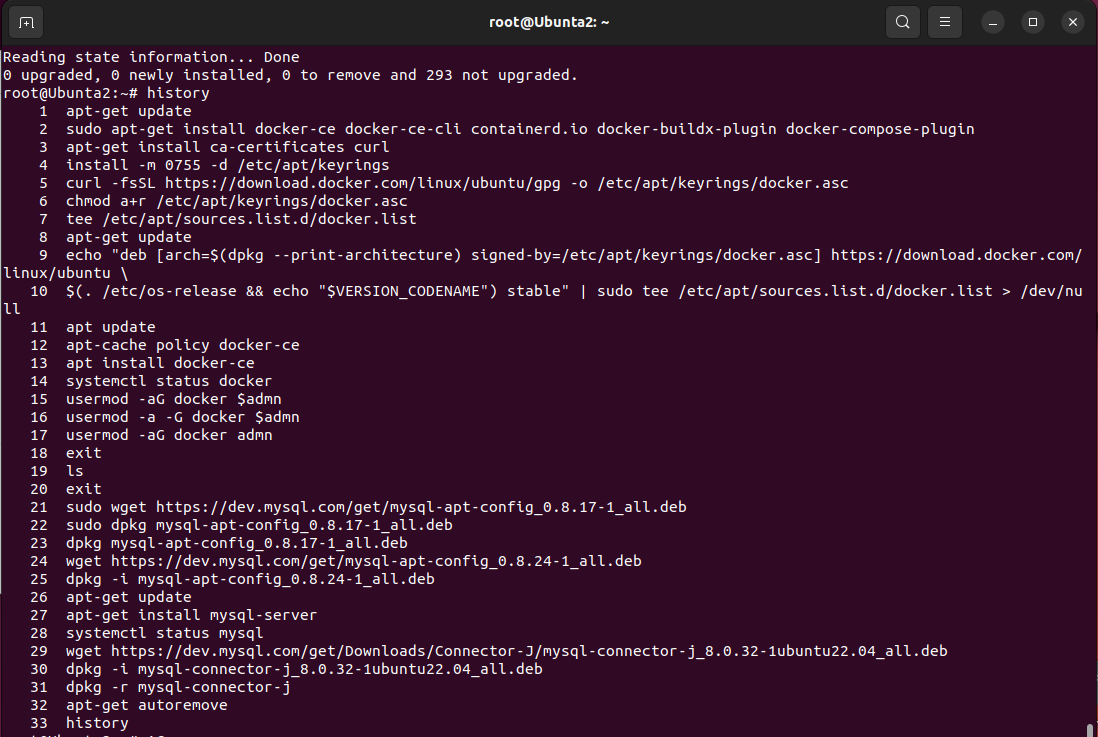 root@Ubunta2: ~
Reading state information... Done
0 upgraded, 0 newly installed, 0 to remove and 293 not upgraded.
root@Ubunta2:~# history
1 apt-get update
2 sudo apt-get install docker-ce docker-ce-cli containerd.io docker-buildx-plugin docker-compose-plugin
3 apt-get install ca-certificates curl
4 install -m 0755 -d /etc/apt/keyrings
5 curl -fsSL https://download.docker.com/linux/ubuntu/gpg -o /etc/apt/keyrings/docker.asc
6 chmod a+r /etc/apt/keyrings/docker.asc
7 tee /etc/apt/sources.list.d/docker.list
8 apt-get update
9 echo "deb [arch=$(dpkg --print-architecture) signed-by=/etc/apt/keyrings/docker.asc] https://download.docker.com/
linux/ubuntu \
10 $(. /etc/os-release && echo "$VERSION_CODENAME") stable" | sudo tee /etc/apt/sources.list.d/docker.list > /dev/nu
ll
11 apt update
12 apt-cache policy docker-ce
13 apt install docker-ce
14 systemctl status docker
15 usermod -aG docker $admn
16 usermod -a -G docker $admn
17 usermod -aG docker admn
18 exit
19 ls
20 exit
21 sudo wget https://dev.mysql.com/get/mysql-apt-config_0.8.17-1_all.deb
22 sudo dpkg mysql-apt-config_0.8.17-1_all.deb
23 dpkg mysql-apt-config_0.8.17-1_all.deb
24 wget https://dev.mysql.com/get/mysql-apt-config_0.8.24-1_all.deb
25 dpkg -i mysql-apt-config_0.8.24-1_all.deb
26 apt-get update
27 apt-get install mysql-server
28 systemctl status mysql
29 wget https://dev.mysql.com/get/Downloads/Connector-J/mysql-connector-j_8.0.32-1ubuntu22.04_all.deb
30 dpkg -i mysql-connector-j_8.0.32-1ubuntu22.04_all.deb
31 dpkg -r mysql-connector-j
32 apt-get autoremove
33 history